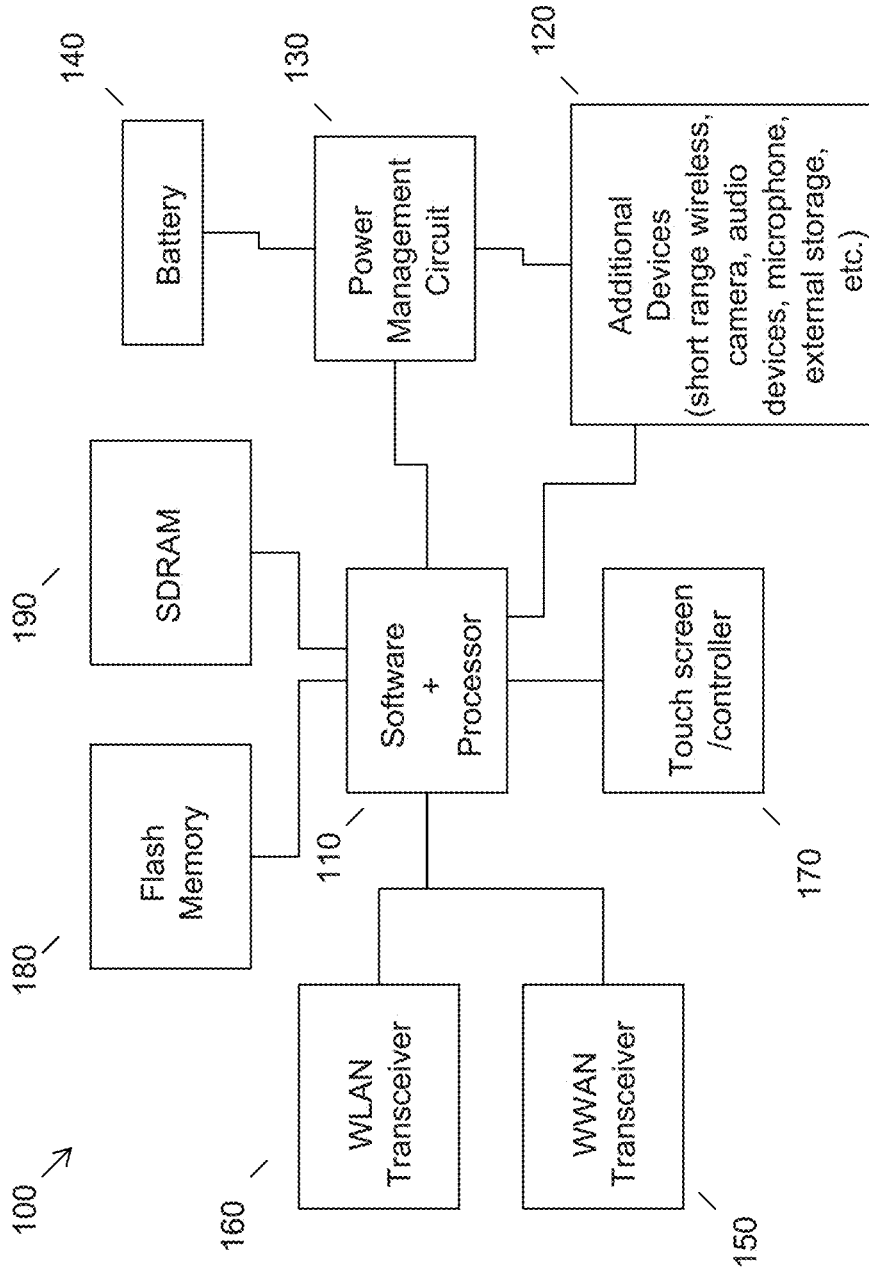 100
180
190
140
Flash
Memory
SDRAM
Battery
160
WLAN
Transceiver
110
Software
+
Processor
Power
Management
Circuit
130
150
WWAN
Transceiver
170
Touch screen
/controller
Additional
Devices
(short range wireless,
camera, audio
devices, microphone,
external storage,
etc.)
120